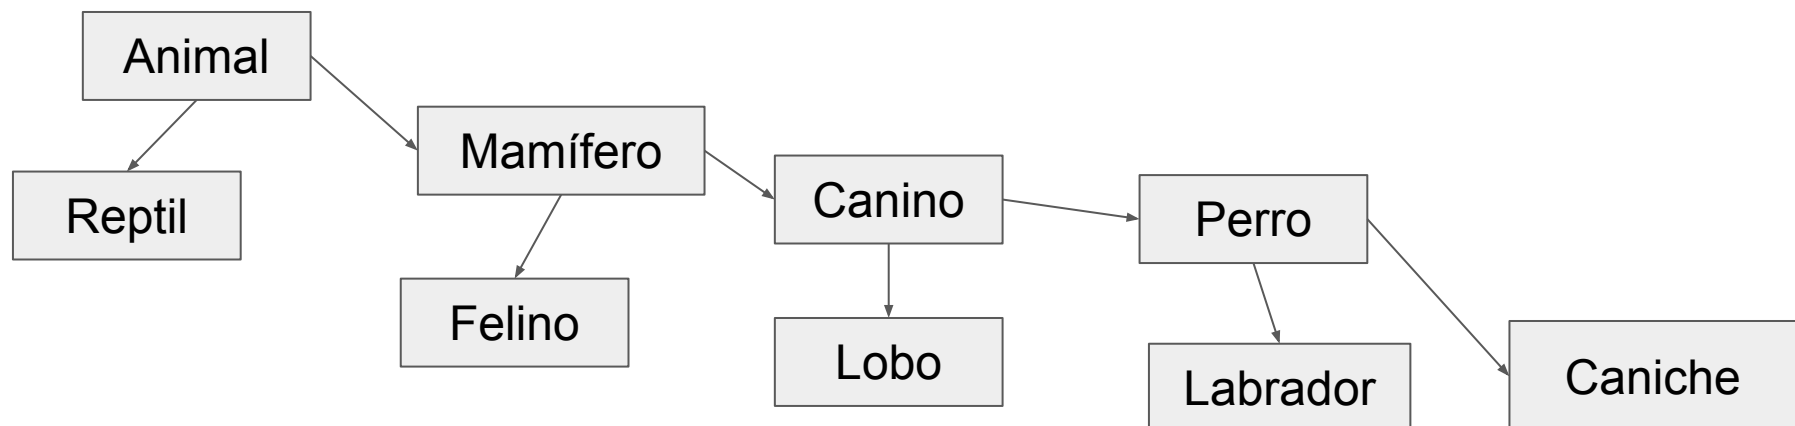 Animal
Mamífero
Canino
Perro
Reptil
Felino
Lobo
Labrador
Caniche